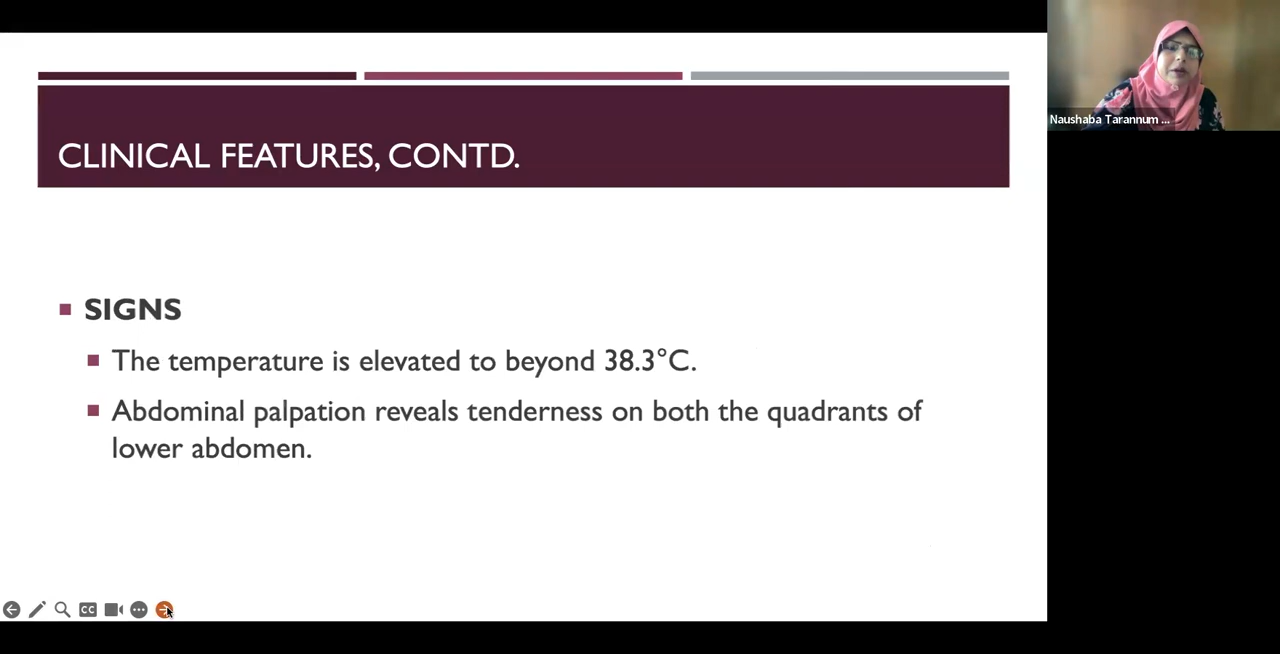 CLINICAL FEATURES, CONTD.
SIGNS
The temperature is elevated to beyond 38.3°C.
Abdominal palpation reveals tenderness on both the quadrants of
lower abdomen.
Naushaba Tarannum ...
CC